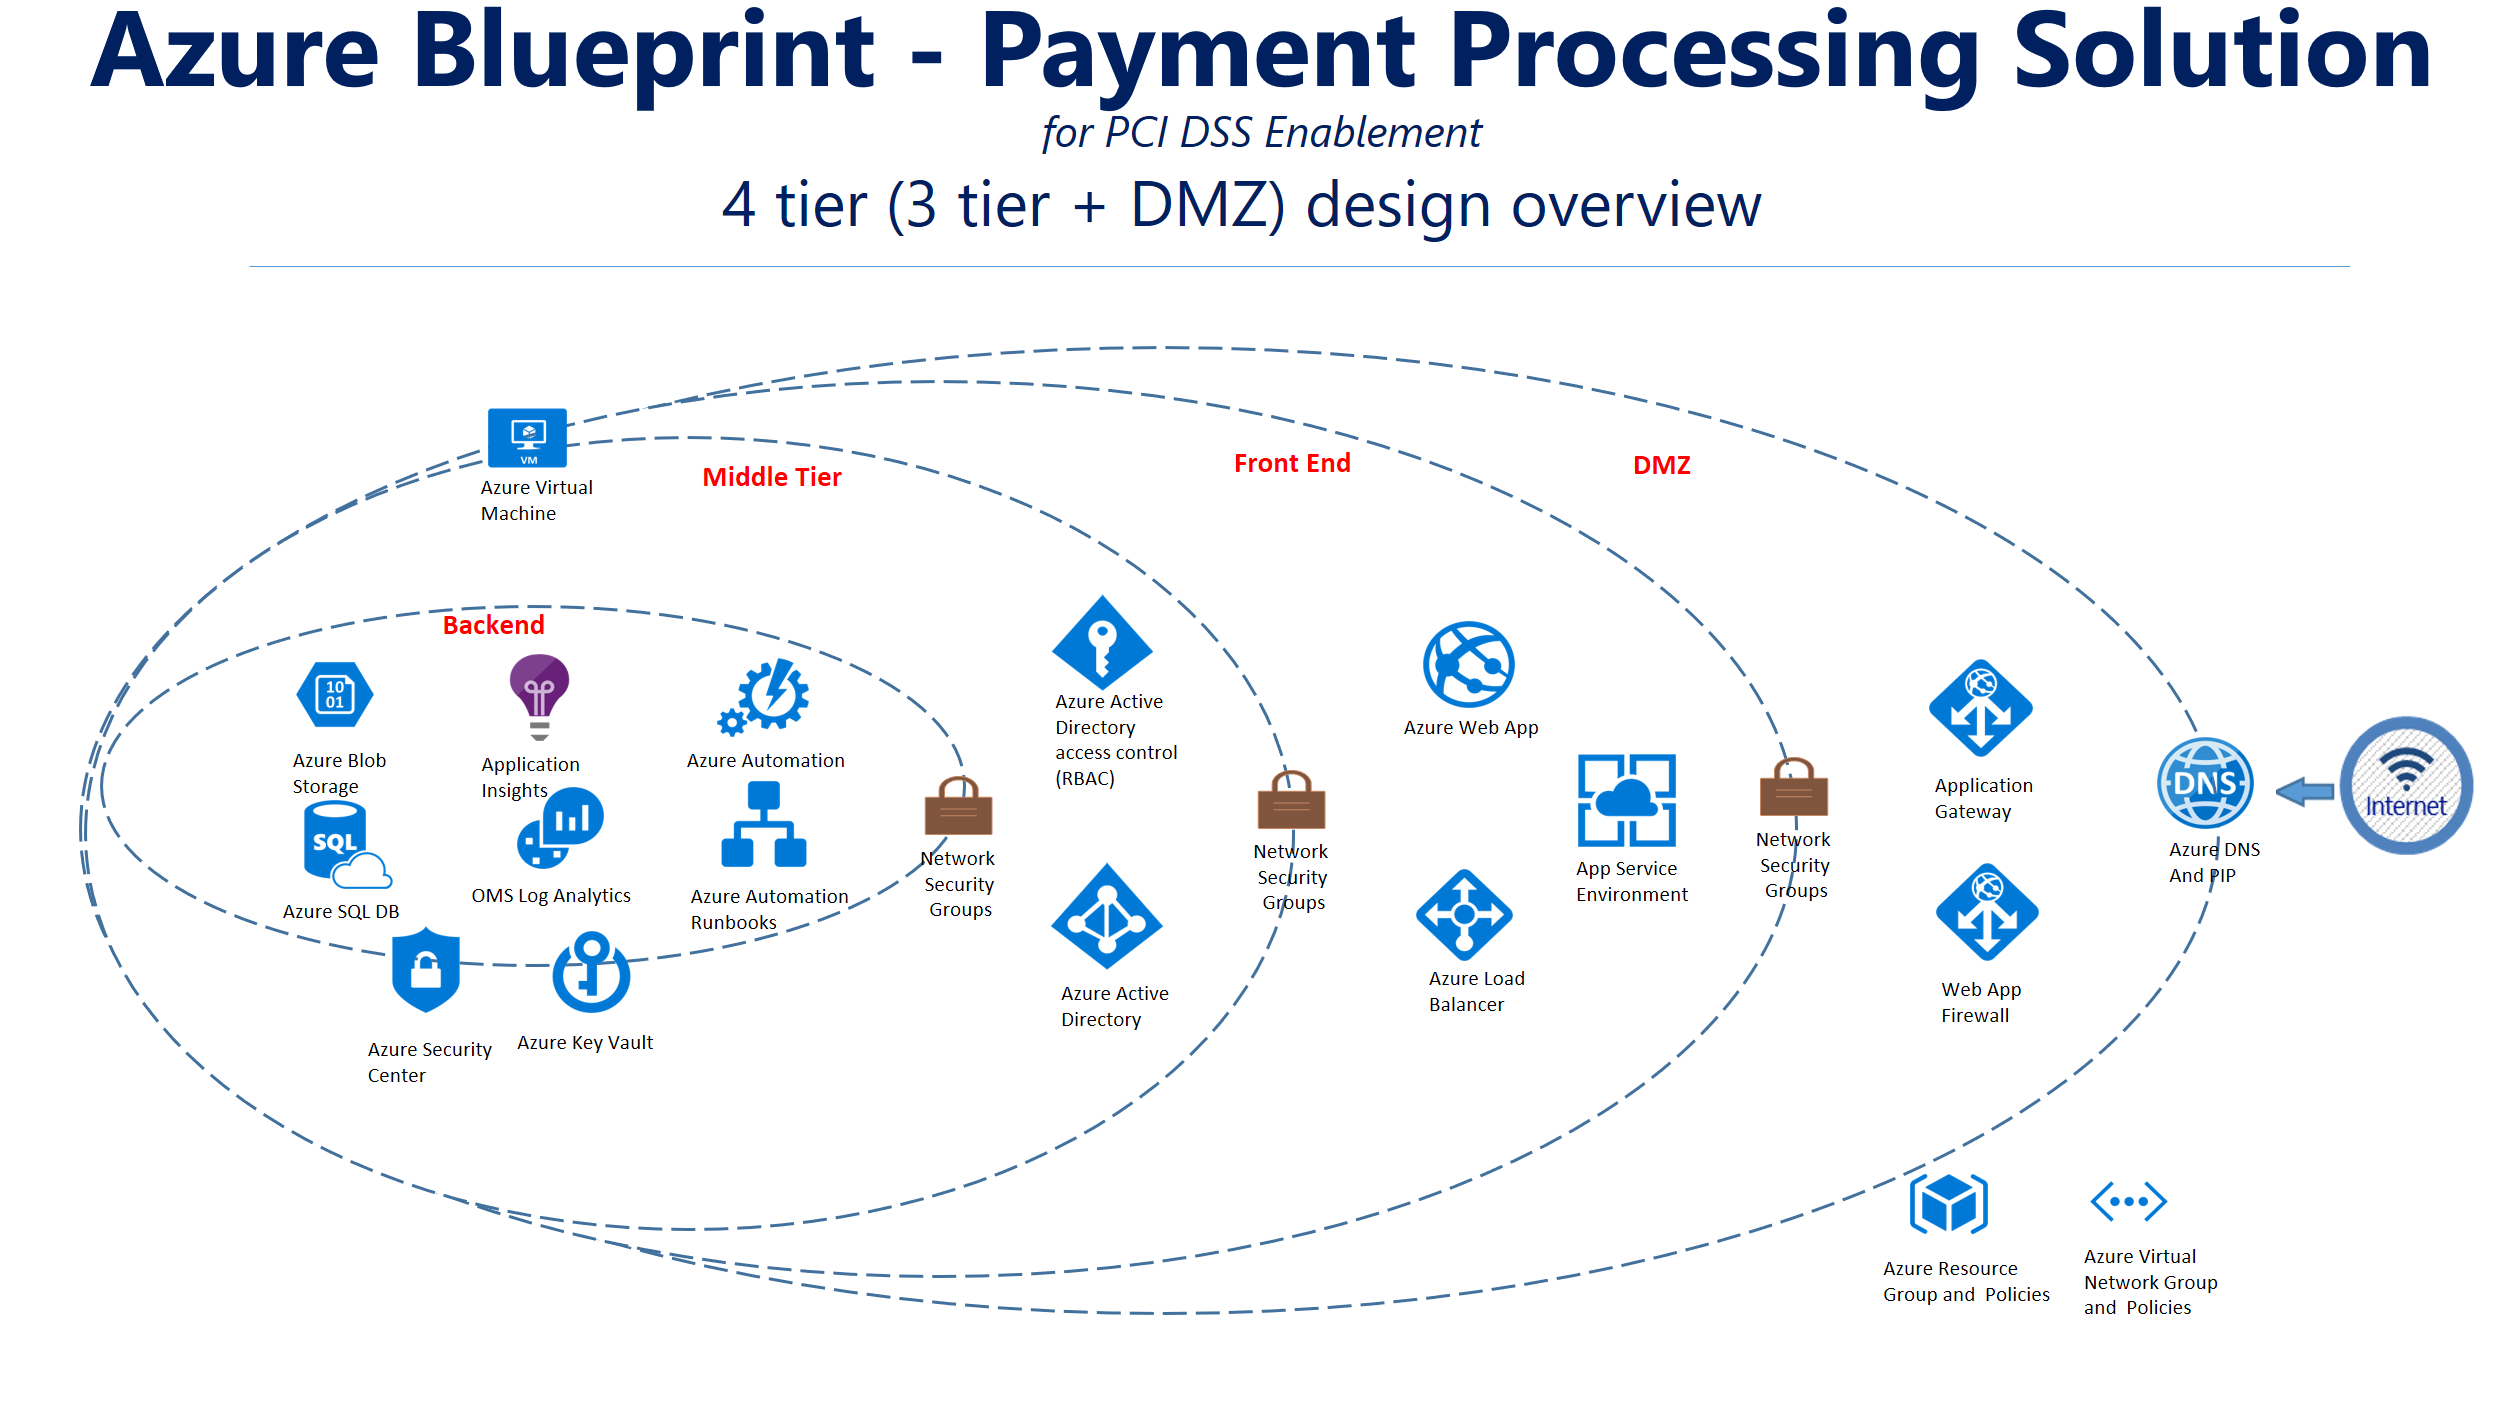 Azure Blueprint - Payment Processing Solution
for PCI DSS Enablement
4 tier (3 tier + DMZ) design overview
VM
Azure Virtual
Machine
Middle Tier
Front End
DMZ
Backend
10
01
Azure Blob
Storage
Application
Insights
Azure Automation
SQL
Azure SQL DB
OMS Log Analytics
Azure Automation
Runbooks
Azure Security
Center
Azure Key Vault
Network
Security
Groups
Azure Active
Directory
access control
(RBAC)
Azure Active
Directory
Network
Security
Groups
Azure Web App
App Service
Environment
Azure Load
Balancer
Network
Security
Groups
Application
Gateway
Web App
Firewall
DNS
Azure DNS
And PIP
Internet
Azure Resource
Group and  Policies
Azure Virtual
Network Group
and  Policies